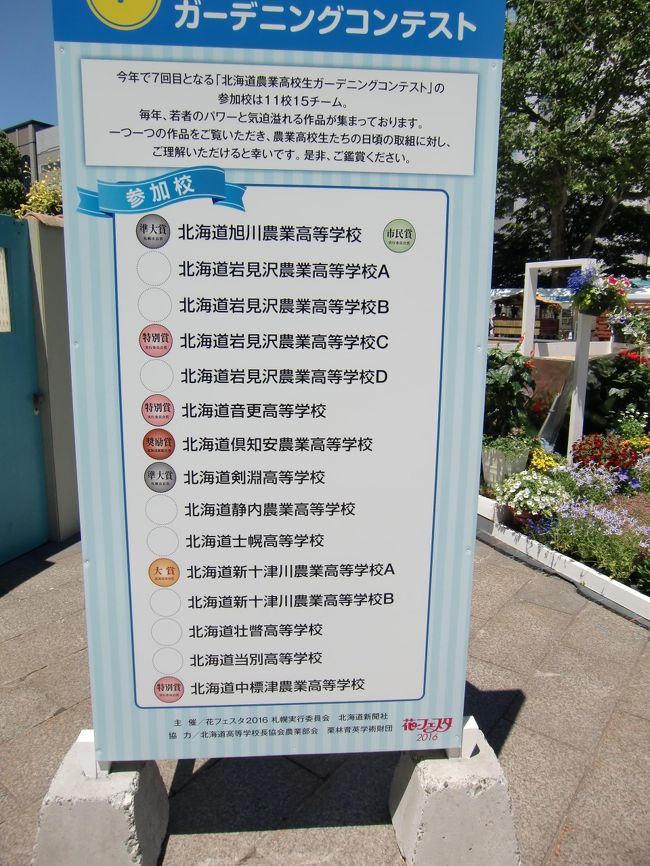 ガーデニングコンテスト
今年で7回目となる「北海道農業高校生ガーデニングコンテスト」の
参加校は11校15チーム。
毎年、若者のパワーと気迫溢れる作品が集まっております。
一つ一つの作品をご覧いただき、農業高校生たちの日頃の取組に対し、
ご理解いただけると幸いです。是非、ご鑑賞ください。
参加校
準大賞 北海道旭川農業高等学校 市民賞
北海道岩見沢農業高等学校A
北海道岩見沢農業高等学校B
特別賞 北海道岩見沢農業高等学校C
北海道岩見沢農業高等学校D
特別賞 北海道音更高等学校
奨励賞 北海道倶知安農業高等学校
準大賞 北海道剣淵高等学校
北海道静内農業高等学校
北海道士幌高等学校
大賞 北海道新十津川農業高等学校A
北海道新十津川農業高等学校B
北海道壮瞥高等学校
北海道当別高等学校
特別賞 北海道中標津農業高等学校
主 催/花フェスタ2016 札幌実行委員会 北海道新聞社
協 力/北海道高等学校長協会農業部会 栗林育英学術財団
花フェスタ
2016